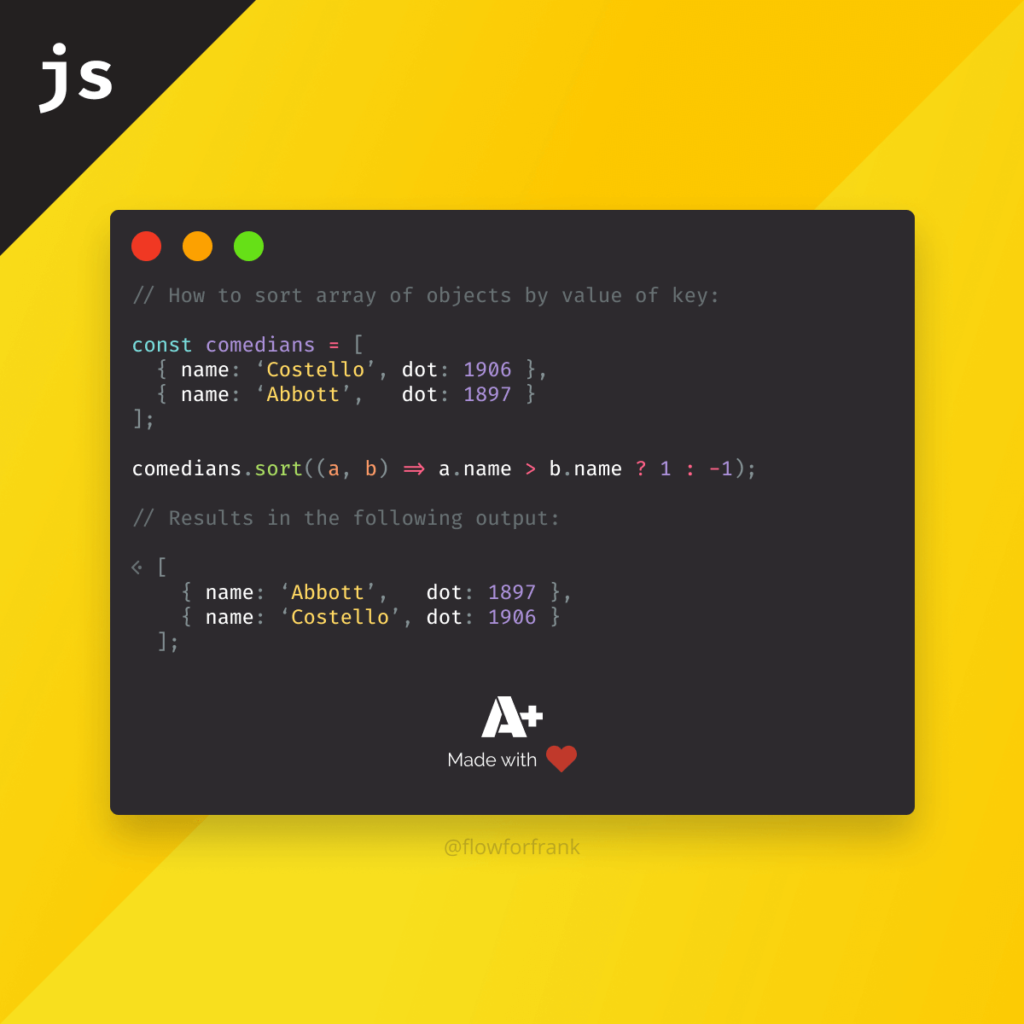 js
// How to sort array of objects by value of key:
const comedians = [
  { name: ‘Costello’, dot: 1906 },
  { name: ‘Abbott’,   dot: 1897 }
];
comedians.sort((a, b) => a.name > b.name ? 1 : -1);
// Results in the following output:
<· [
    { name: ‘Abbott’,   dot: 1897 },
    { name: ‘Costello’, dot: 1906 }
  ];
A+
Made with ❤
@flowforfrank